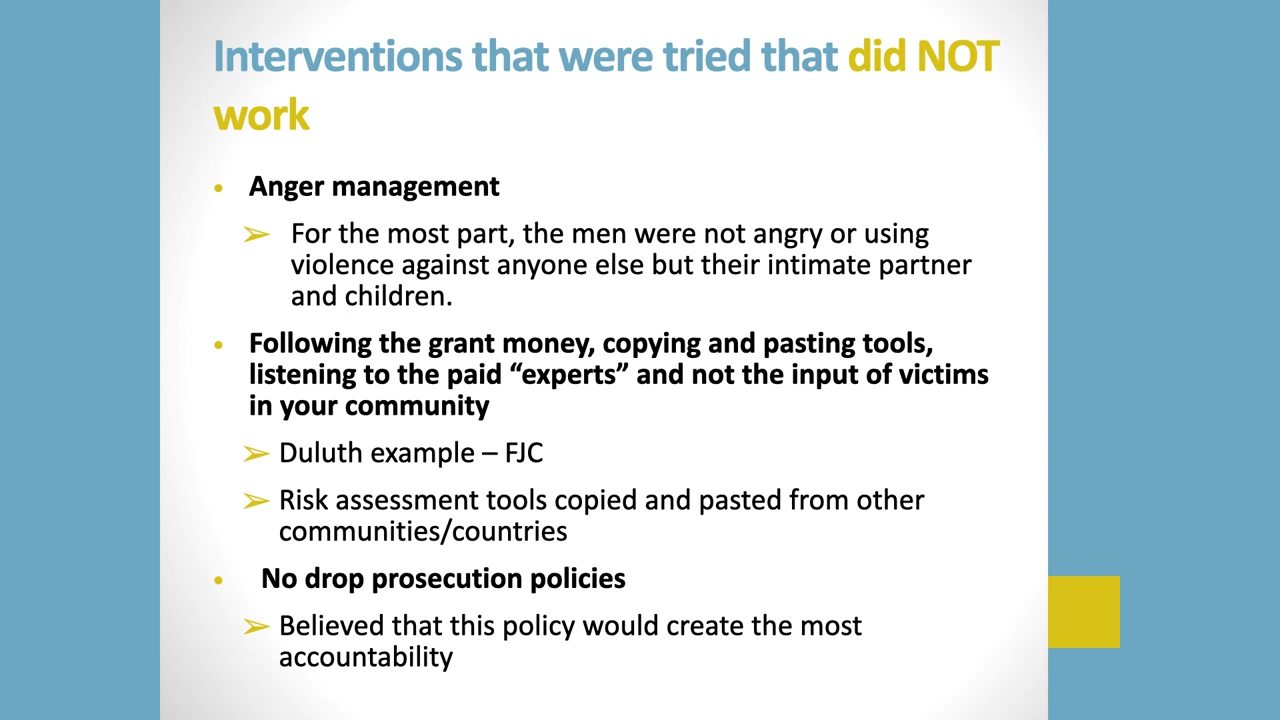 Interventions that were tried that did NOT
work
• Anger management
➢ For the most part, the men were not angry or using
violence against anyone else but their intimate partner
and children.
• Following the grant money, copying and pasting tools,
listening to the paid “experts” and not the input of victims
in your community
➢ Duluth example – FJC
➢ Risk assessment tools copied and pasted from other
communities/countries
• No drop prosecution policies
➢ Believed that this policy would create the most
accountability